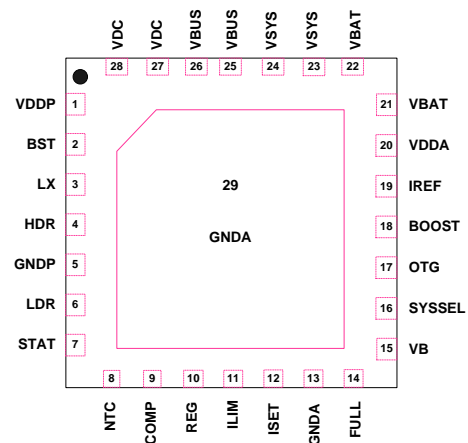 VDC VDC VBUS VBUS VSYS VSYS VBAT
28 27 26 25 24 23 22
VDDP 1
BST 2
LX 3
HDR 4
GNDP 5
LDR 6
STAT 7
29
GNDA
21 VBAT
20 VDDA
19 IREF
18 BOOST
17 OTG
16 SYSSEL
15 VB
8 9 10 11 12 13 14
NTC COMP REG ILIM ISET GNDA FULL